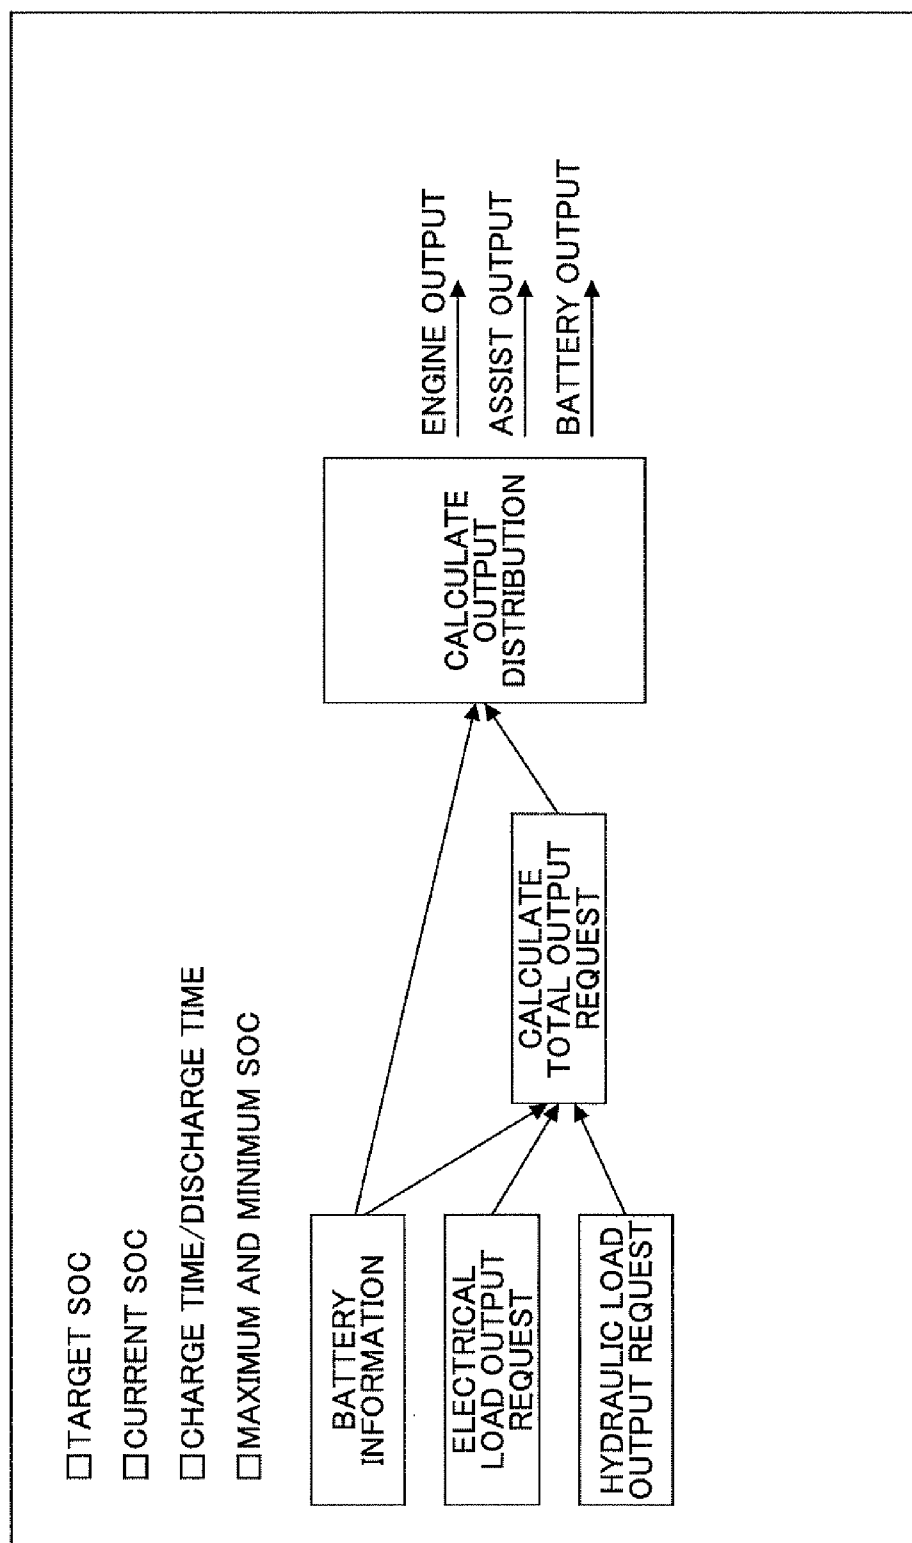 □TARGET SOC
□CURRENT SOC
□CHARGE TIME/DISCHARGE TIME
□MAXIMUM AND MINIMUM SOC
BATTERY
INFORMATION
ELECTRICAL
LOAD OUTPUT
REQUEST
HYDRAULIC LOAD
OUTPUT REQUEST
CALCULATE
TOTAL OUTPUT
REQUEST
CALCULATE
OUTPUT
DISTRIBUTION
ENGINE OUTPUT
ASSIST OUTPUT
BATTERY OUTPUT